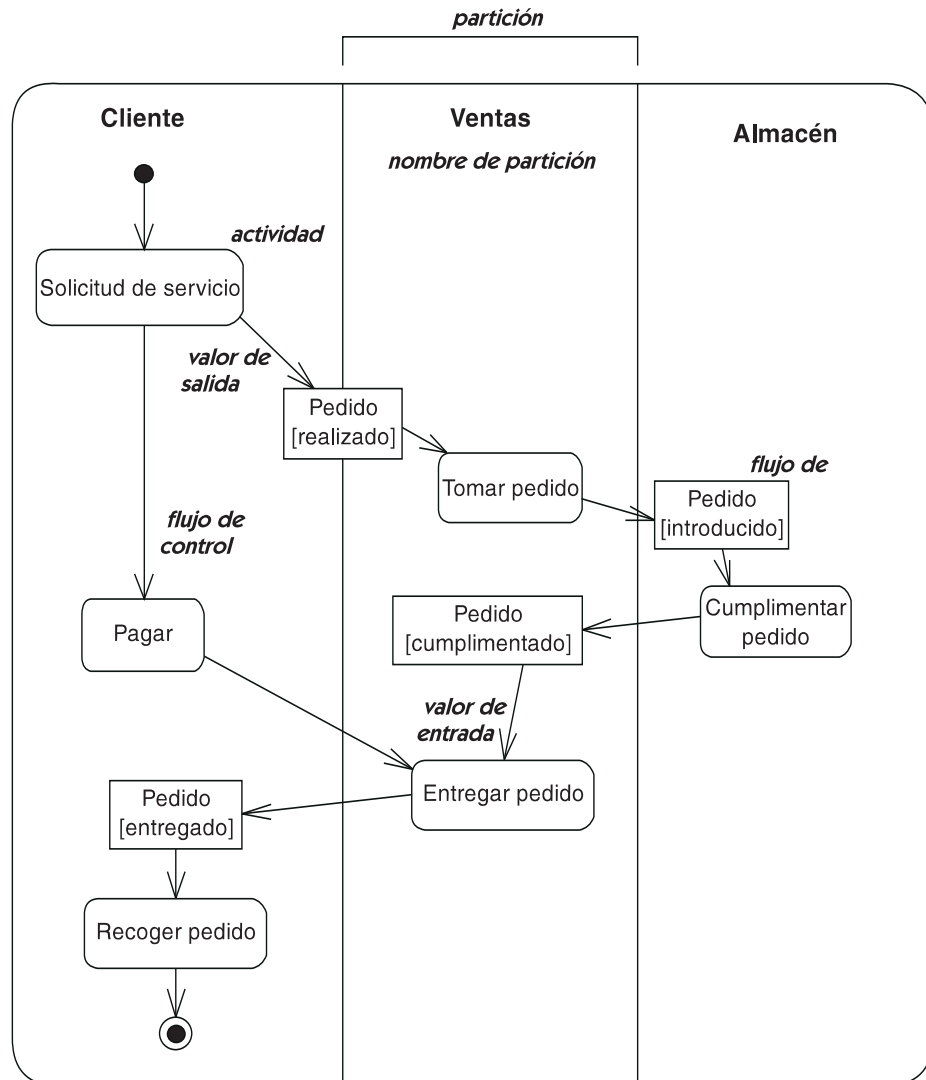 partición
Cliente
Ventas
Almacén
nombre de partición
actividad
Solicitud de servicio
valor de
salida
Pedido
[realizado]
Tomar pedido
flujo de
Pedido
[introducido]
flujo de
control
Pagar
Pedido
[cumplimentado]
Cumplimentar
pedido
valor de
entrada
Entregar pedido
Pedido
[entregado]
Recoger pedido